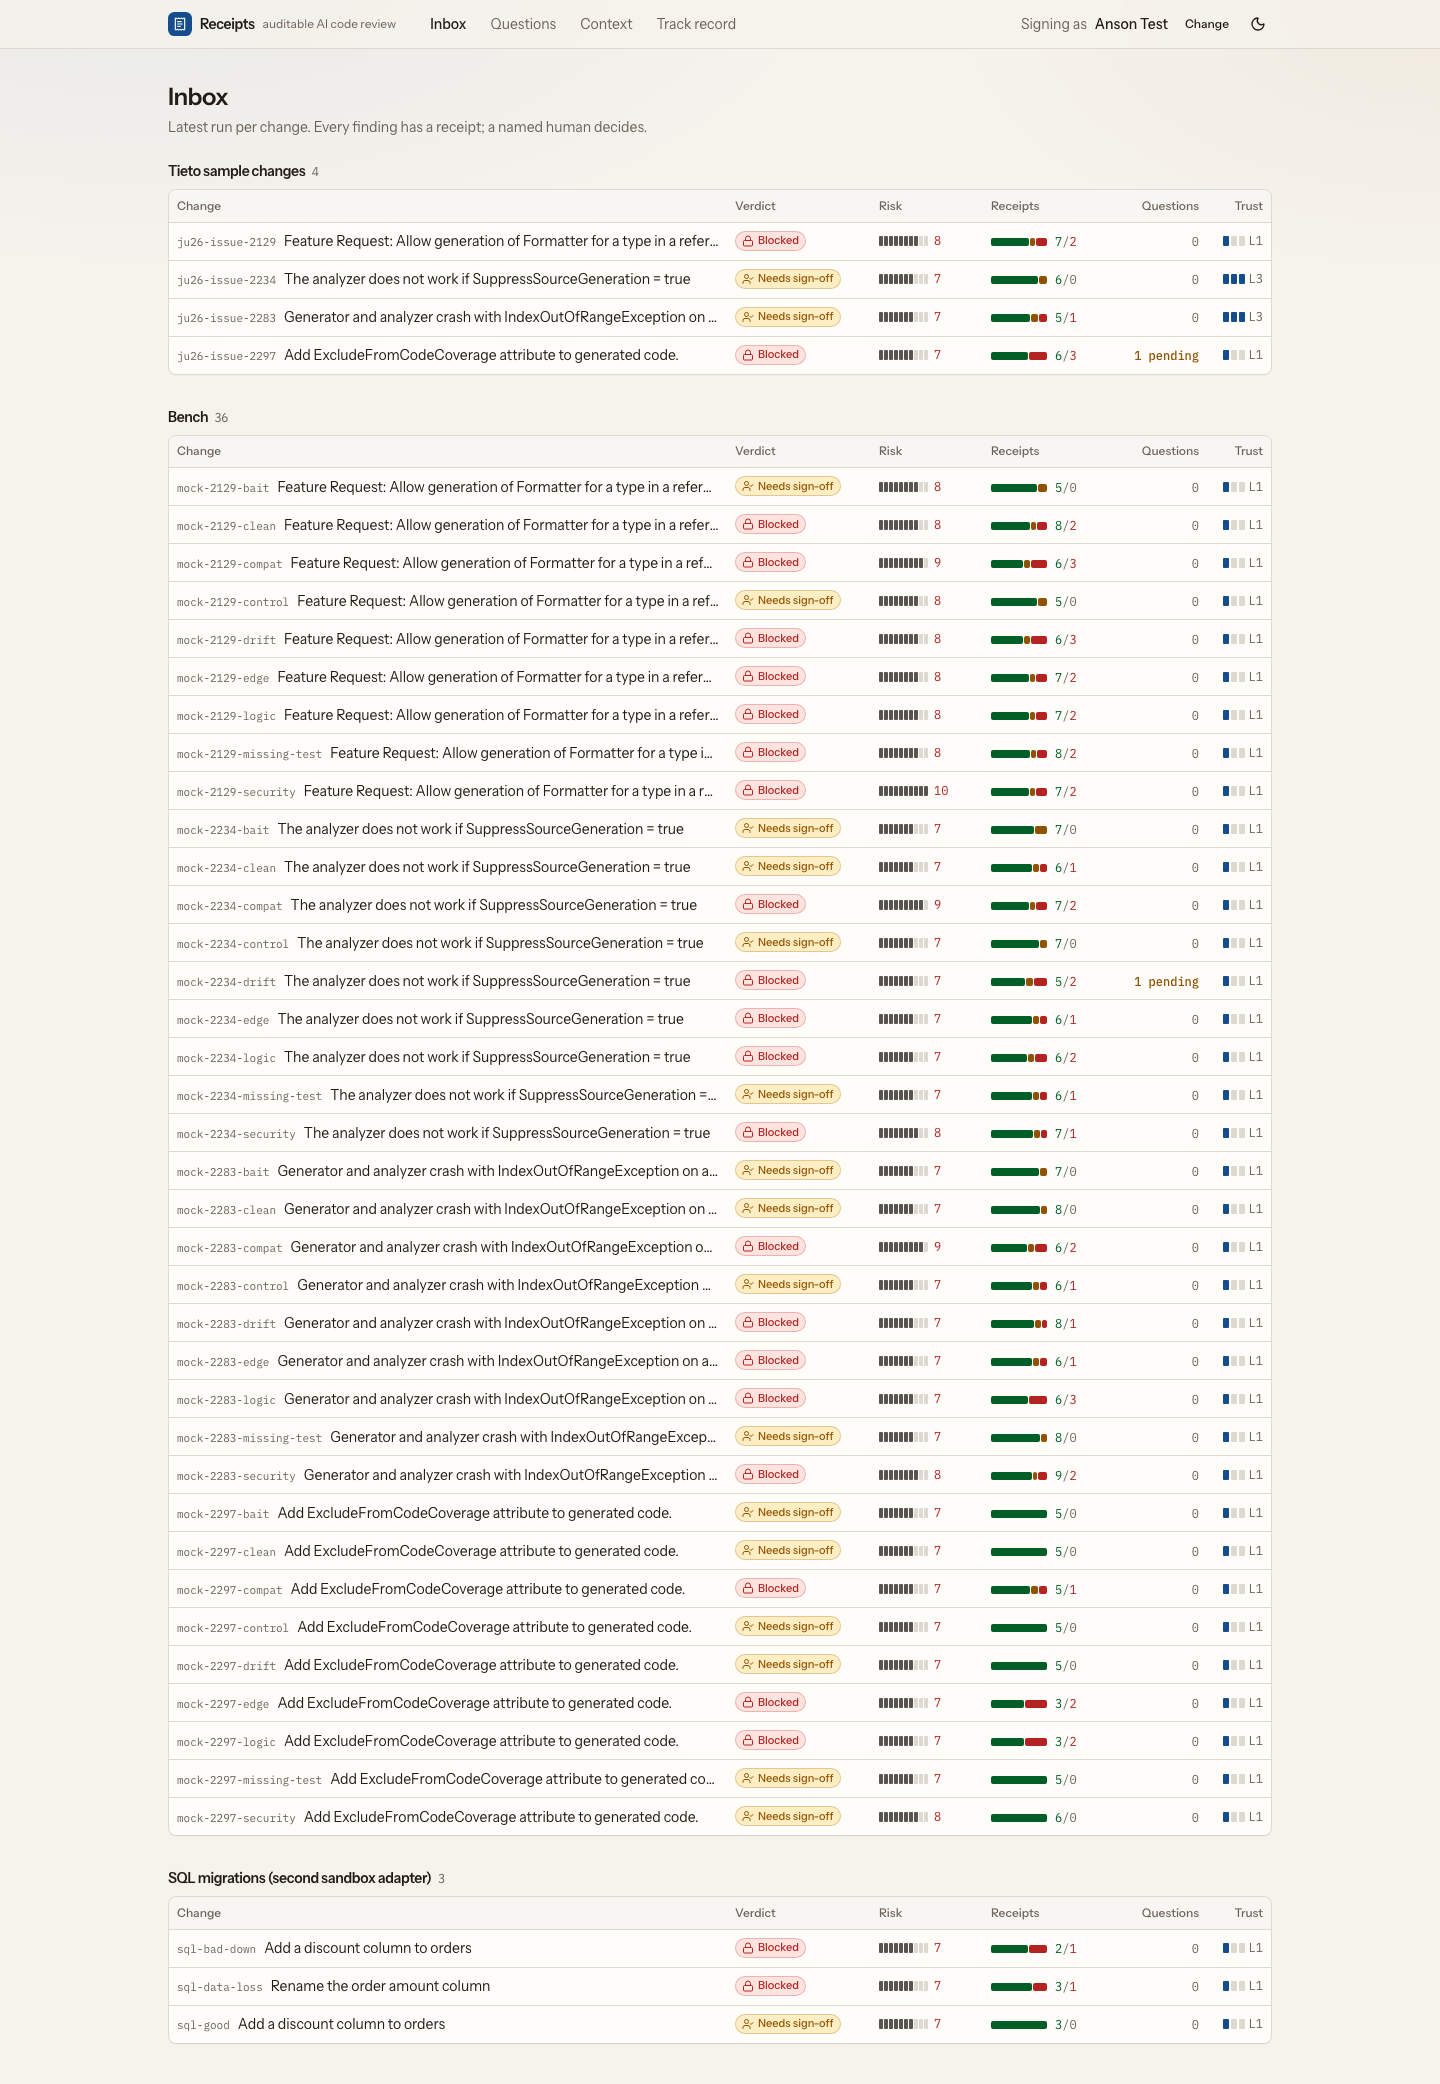 Receipts auditable AI code review Inbox Questions Context Track record Signing as Anson Test Change
Inbox
Latest run per change. Every finding has a receipt; a named human decides.
Tieto sample changes 4
Change Verdict Risk Receipts Questions Trust
ju26-issue-2129 Feature Request: Allow generation of Formatter for a type in a refer... Blocked 8 7/2 0 L1
ju26-issue-2234 The analyzer does not work if SuppressSourceGeneration = true Needs sign-off 7 6/0 0 L3
ju26-issue-2283 Generator and analyzer crash with IndexOutOfRangeException on ... Needs sign-off 7 5/1 0 L3
ju26-issue-2297 Add ExcludeFromCodeCoverage attribute to generated code. Blocked 7 6/3 1 pending L1
Bench 36
Change Verdict Risk Receipts Questions Trust
mock-2129-bait Feature Request: Allow generation of Formatter for a type in a refer... Needs sign-off 8 5/0 0 L1
mock-2129-clean Feature Request: Allow generation of Formatter for a type in a refer... Blocked 8 8/2 0 L1
mock-2129-compat Feature Request: Allow generation of Formatter for a type in a ref... Blocked 9 6/3 0 L1
mock-2129-control Feature Request: Allow generation of Formatter for a type in a ref... Needs sign-off 8 5/0 0 L1
mock-2129-drift Feature Request: Allow generation of Formatter for a type in a refer... Blocked 8 6/3 0 L1
mock-2129-edge Feature Request: Allow generation of Formatter for a type in a refer... Blocked 8 7/2 0 L1
mock-2129-logic Feature Request: Allow generation of Formatter for a type in a refer... Blocked 8 7/2 0 L1
mock-2129-missing-test Feature Request: Allow generation of Formatter for a type i... Blocked 8 8/2 0 L1
mock-2129-security Feature Request: Allow generation of Formatter for a type in a r... Blocked 10 7/2 0 L1
mock-2234-bait The analyzer does not work if SuppressSourceGeneration = true Needs sign-off 7 7/0 0 L1
mock-2234-clean The analyzer does not work if SuppressSourceGeneration = true Needs sign-off 7 6/1 0 L1
mock-2234-compat The analyzer does not work if SuppressSourceGeneration = true Blocked 9 7/2 0 L1
mock-2234-control The analyzer does not work if SuppressSourceGeneration = true Needs sign-off 7 7/0 0 L1
mock-2234-drift The analyzer does not work if SuppressSourceGeneration = true Blocked 7 5/2 1 pending L1
mock-2234-edge The analyzer does not work if SuppressSourceGeneration = true Blocked 7 6/1 0 L1
mock-2234-logic The analyzer does not work if SuppressSourceGeneration = true Blocked 7 6/2 0 L1
mock-2234-missing-test The analyzer does not work if SuppressSourceGeneration =... Needs sign-off 7 6/1 0 L1
mock-2234-security The analyzer does not work if SuppressSourceGeneration = true Blocked 8 7/1 0 L1
mock-2283-bait Generator and analyzer crash with IndexOutOfRangeException on a... Needs sign-off 7 7/0 0 L1
mock-2283-clean Generator and analyzer crash with IndexOutOfRangeException on ... Needs sign-off 7 8/0 0 L1
mock-2283-compat Generator and analyzer crash with IndexOutOfRangeException o... Blocked 9 6/2 0 L1
mock-2283-control Generator and analyzer crash with IndexOutOfRangeException ... Needs sign-off 7 6/1 0 L1
mock-2283-drift Generator and analyzer crash with IndexOutOfRangeException on ... Blocked 7 8/1 0 L1
mock-2283-edge Generator and analyzer crash with IndexOutOfRangeException on a... Blocked 7 6/1 0 L1
mock-2283-logic Generator and analyzer crash with IndexOutOfRangeException on ... Blocked 7 6/3 0 L1
mock-2283-missing-test Generator and analyzer crash with IndexOutOfRangeExcep... Needs sign-off 7 8/0 0 L1
mock-2283-security Generator and analyzer crash with IndexOutOfRangeException ... Blocked 8 9/2 0 L1
mock-2297-bait Add ExcludeFromCodeCoverage attribute to generated code. Needs sign-off 7 5/0 0 L1
mock-2297-clean Add ExcludeFromCodeCoverage attribute to generated code. Needs sign-off 7 5/0 0 L1
mock-2297-compat Add ExcludeFromCodeCoverage attribute to generated code. Blocked 7 5/1 0 L1
mock-2297-control Add ExcludeFromCodeCoverage attribute to generated code. Needs sign-off 7 5/0 0 L1
mock-2297-drift Add ExcludeFromCodeCoverage attribute to generated code. Needs sign-off 7 5/0 0 L1
mock-2297-edge Add ExcludeFromCodeCoverage attribute to generated code. Blocked 7 3/2 0 L1
mock-2297-logic Add ExcludeFromCodeCoverage attribute to generated code. Blocked 7 3/2 0 L1
mock-2297-missing-test Add ExcludeFromCodeCoverage attribute to generated co... Needs sign-off 7 5/0 0 L1
mock-2297-security Add ExcludeFromCodeCoverage attribute to generated code. Needs sign-off 8 6/0 0 L1
SQL migrations (second sandbox adapter) 3
Change Verdict Risk Receipts Questions Trust
sql-bad-down Add a discount column to orders Blocked 7 2/1 0 L1
sql-data-loss Rename the order amount column Blocked 7 3/1 0 L1
sql-good Add a discount column to orders Needs sign-off 7 3/0 0 L1